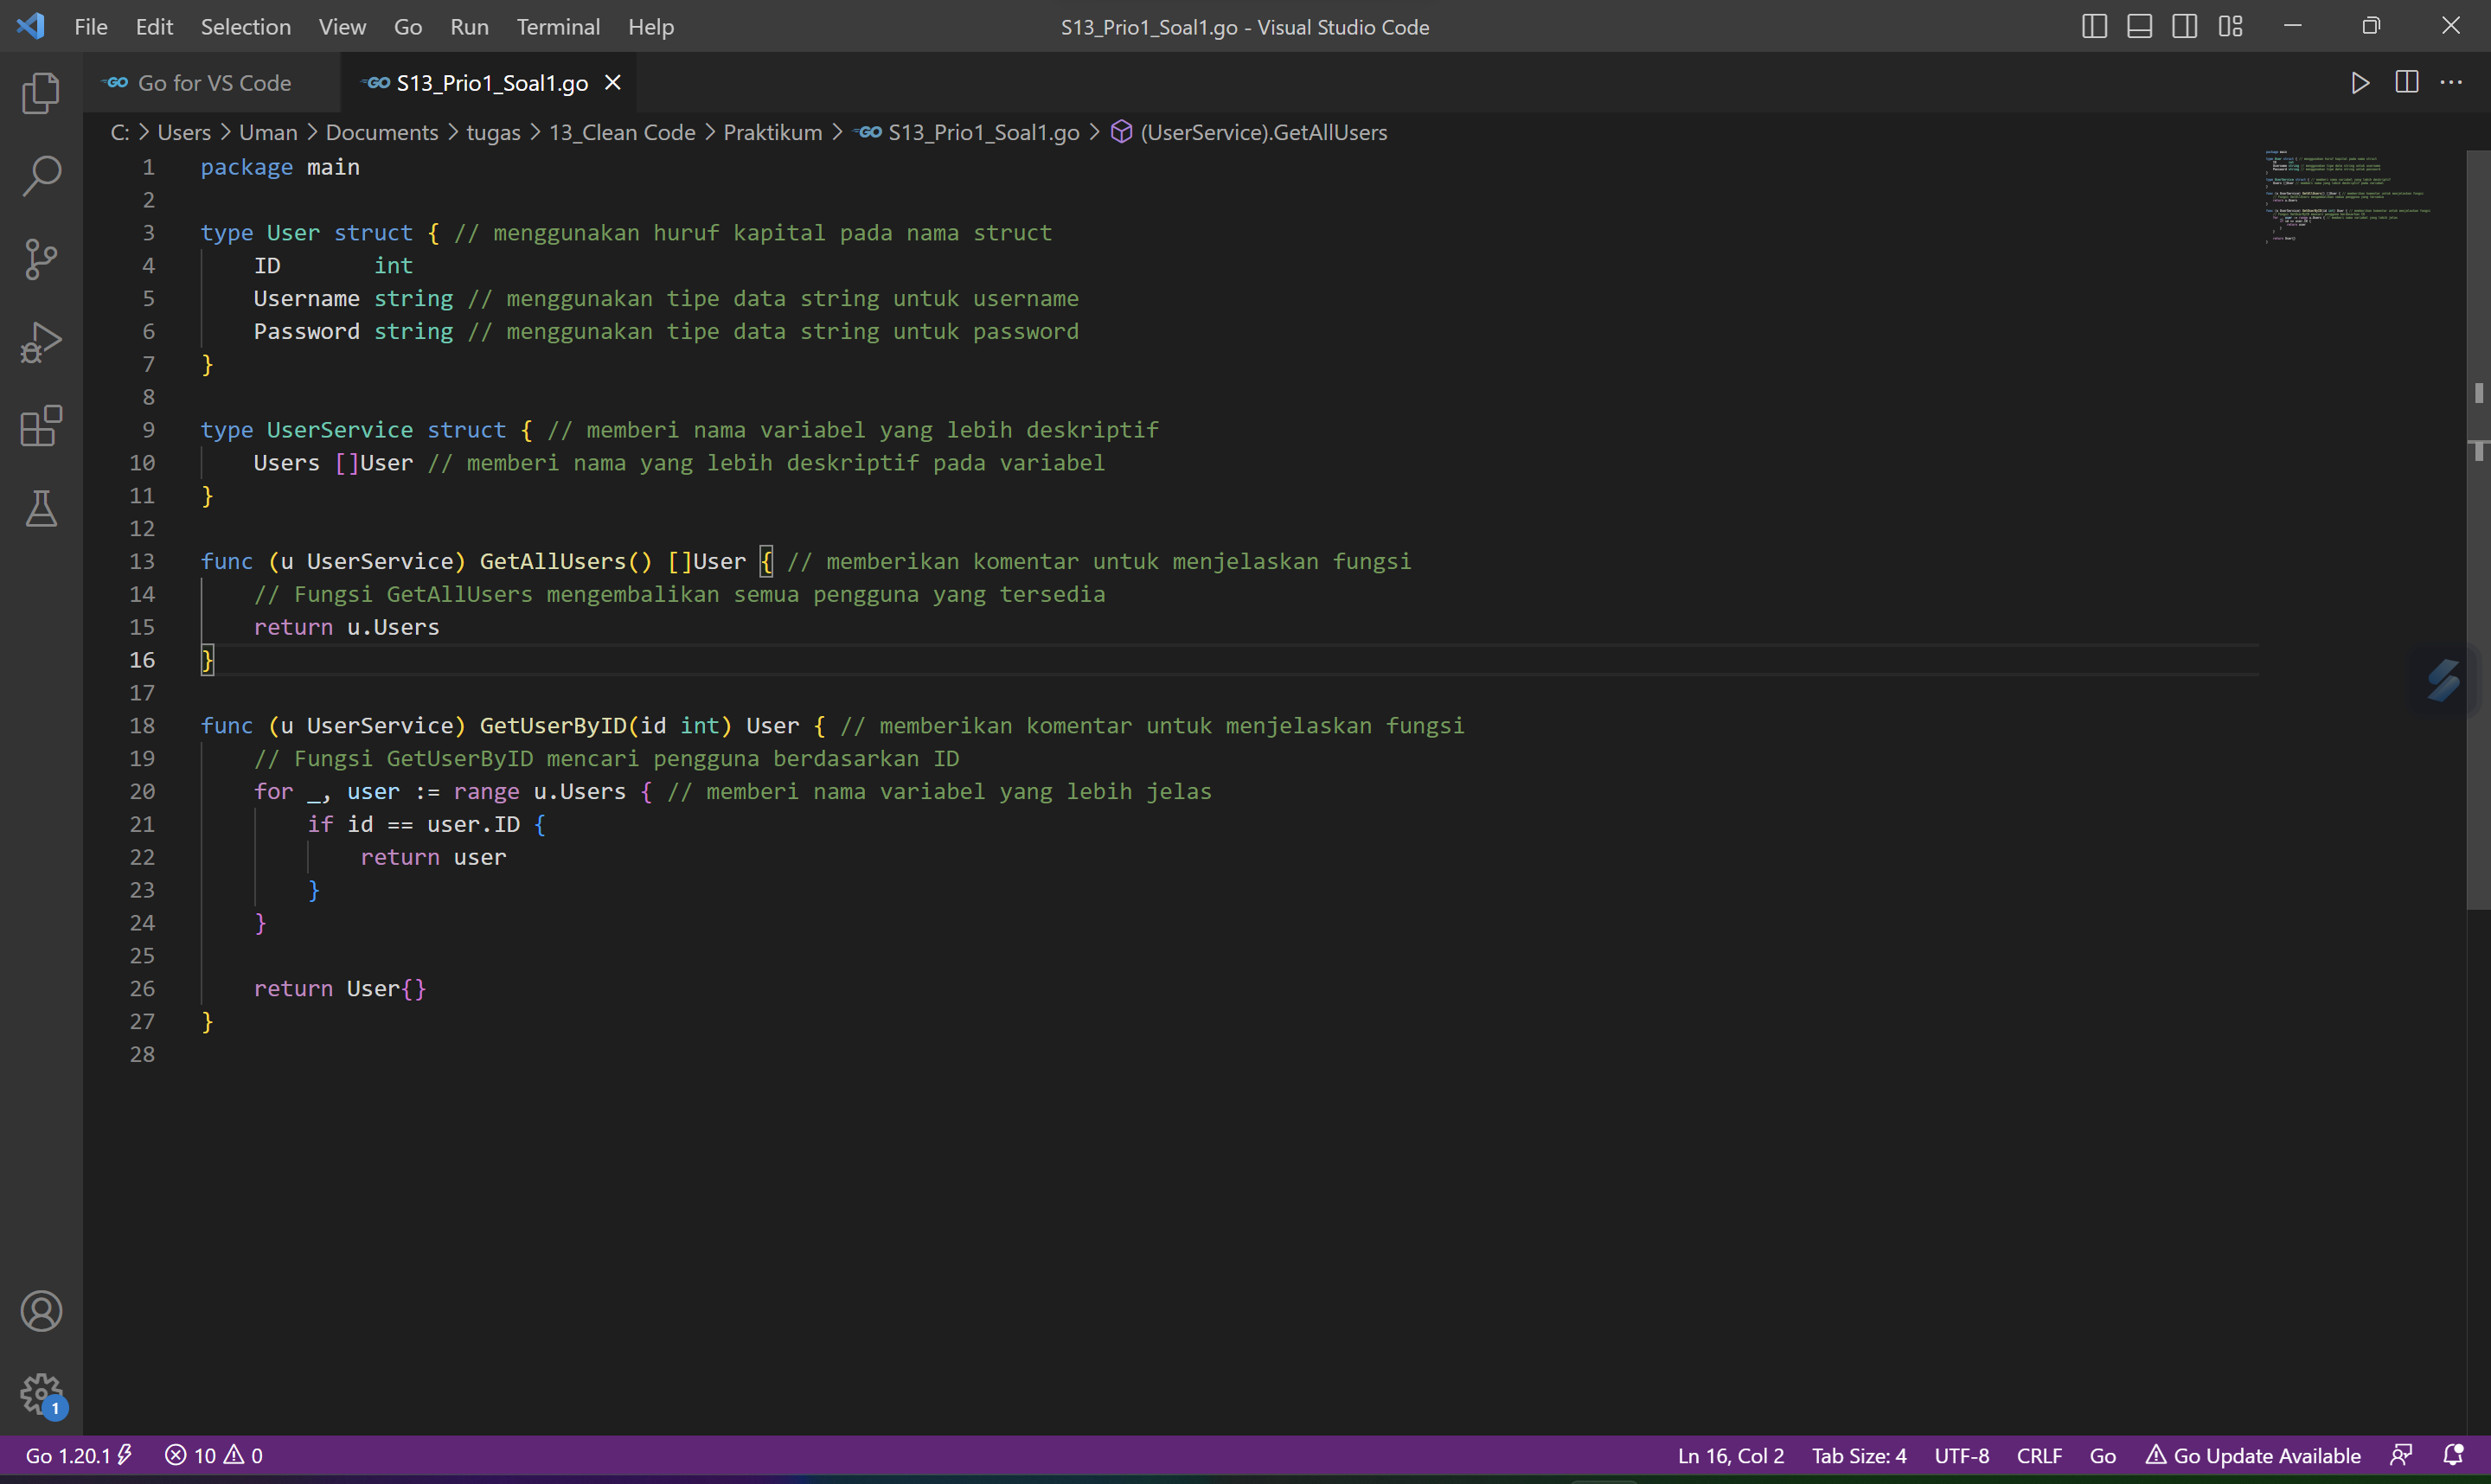 File Edit Selection View Go Run Terminal Help
S13_Prio1_Soal1.go - Visual Studio Code
GO Go for VS Code
GO S13_Prio1_Soal1.go
C: > Users > Uman > Documents > tugas > 13_Clean Code > Praktikum > GO S13_Prio1_Soal1.go > (UserService).GetAllUsers
1 package main
2
3 type User struct { // menggunakan huruf kapital pada nama struct
4     ID       int
5     Username string // menggunakan tipe data string untuk username
6     Password string // menggunakan tipe data string untuk password
7 }
8
9 type UserService struct { // memberi nama variabel yang lebih deskriptif
10     Users []User // memberi nama yang lebih deskriptif pada variabel
11 }
12
13 func (u UserService) GetAllUsers() []User { // memberikan komentar untuk menjelaskan fungsi
14     // Fungsi GetAllUsers mengembalikan semua pengguna yang tersedia
15     return u.Users
16 }
17
18 func (u UserService) GetUserByID(id int) User { // memberikan komentar untuk menjelaskan fungsi
19     // Fungsi GetUserByID mencari pengguna berdasarkan ID
20     for _, user := range u.Users { // memberi nama variabel yang lebih jelas
21         if id == user.ID {
22             return user
23         }
24     }
25
26     return User{}
27 }
28
1
Go 1.20.1 10 0
Ln 16, Col 2 Tab Size: 4 UTF-8 CRLF Go Go Update Available